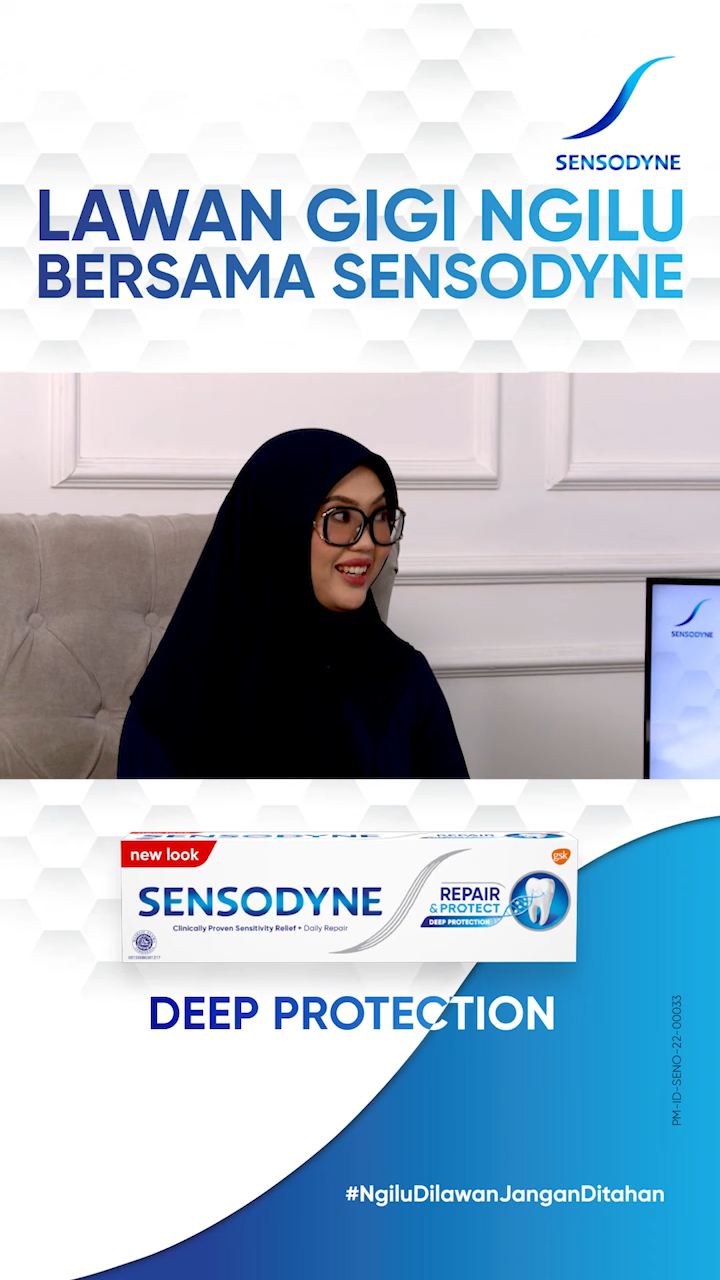 SENSODYNE
LAWAN GIGI NGILU
BERSAMA SENSODYNE
SENSODYNE
new look
gsk
SENSODYNE
REPAIR
& PROTECT
DEEP PROTECTION
Clinically Proven Sensitivity Relief + Daily Repair
DEEP PROTECTION
PM-ID-SENO-22-00033
#NgiluDilawanJanganDitahan